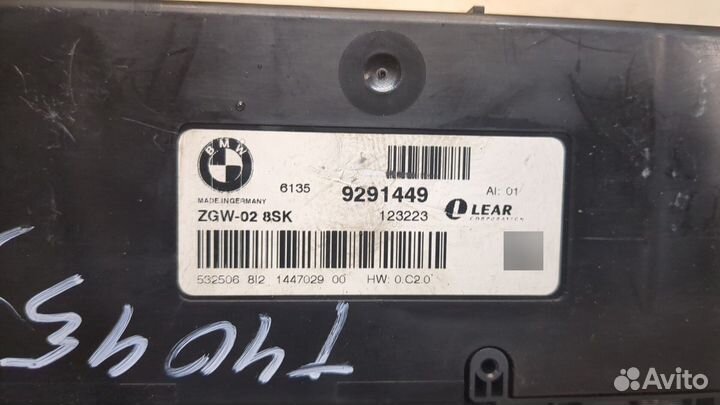 BMW
MADE IN GERMANY
6135 9291449 AI: 01
ZGW-02 8SK 123223 LEAR
CORPORATION
532506 8I2 1447029 00 HW: 0.C2.0
T4043
Avito